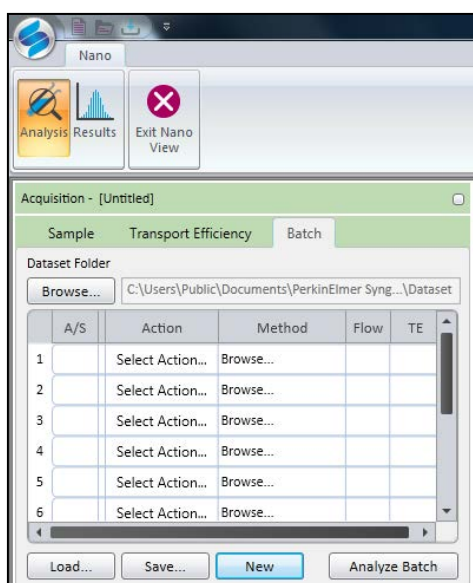 Nano
Analysis Results Exit Nano View
Acquisition - [Untitled]
Sample Transport Efficiency Batch
Dataset Folder
Browse... C:\Users\Public\Documents\PerkinElmer Syng...\Dataset
A/S Action Method Flow TE
1 Select Action... Browse...
2 Select Action... Browse...
3 Select Action... Browse...
4 Select Action... Browse...
5 Select Action... Browse...
6 Select Action... Browse...
Load... Save... New Analyze Batch